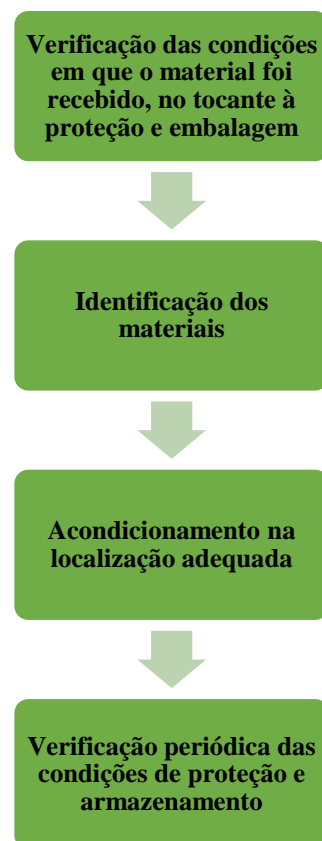 Verificação das condições
em que o material foi
recebido, no tocante à
proteção e embalagem
Identificação dos
materiais
Acondicionamento na
localização adequada
Verificação periódica das
condições de proteção e
armazenamento